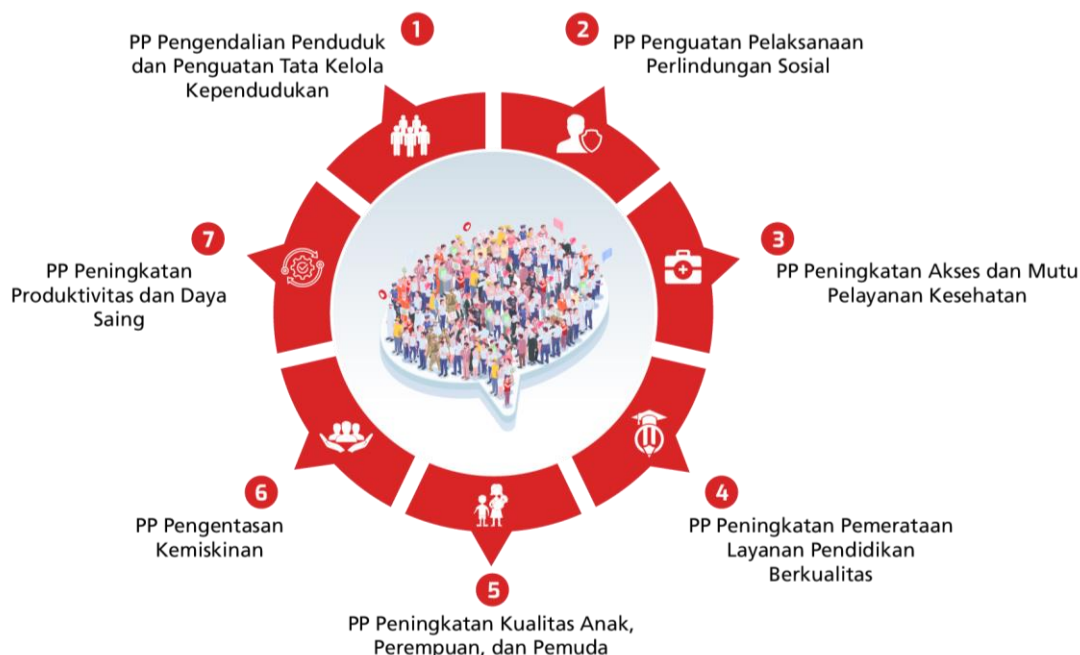 1
PP Pengendalian Penduduk
dan Penguatan Tata Kelola
Kependudukan
2
PP Penguatan Pelaksanaan
Perlindungan Sosial
3
PP Peningkatan Akses dan Mutu
Pelayanan Kesehatan
4
PP Peningkatan Pemerataan
Layanan Pendidikan
Berkualitas
5
PP Peningkatan Kualitas Anak,
Perempuan, dan Pemuda
6
PP Pengentasan
Kemiskinan
7
PP Peningkatan
Produktivitas dan Daya
Saing